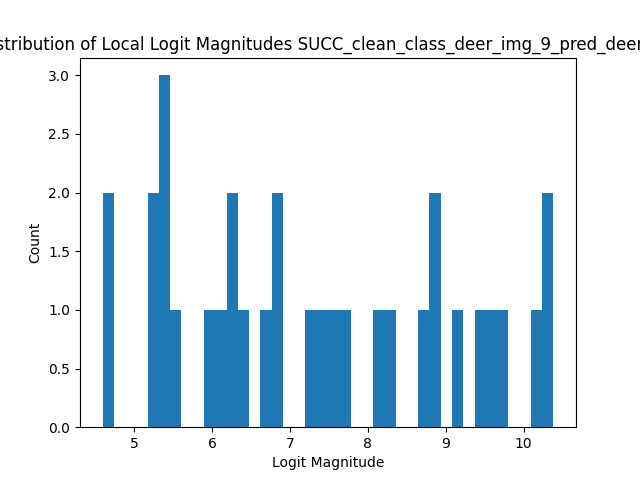 stribution of Local Logit Magnitudes SUCC_clean_class_deer_img_9_pred_deer
3.0
2.5
2.0
1.5
1.0
0.5
0.0
Count
5 6 7 8 9 10
Logit Magnitude